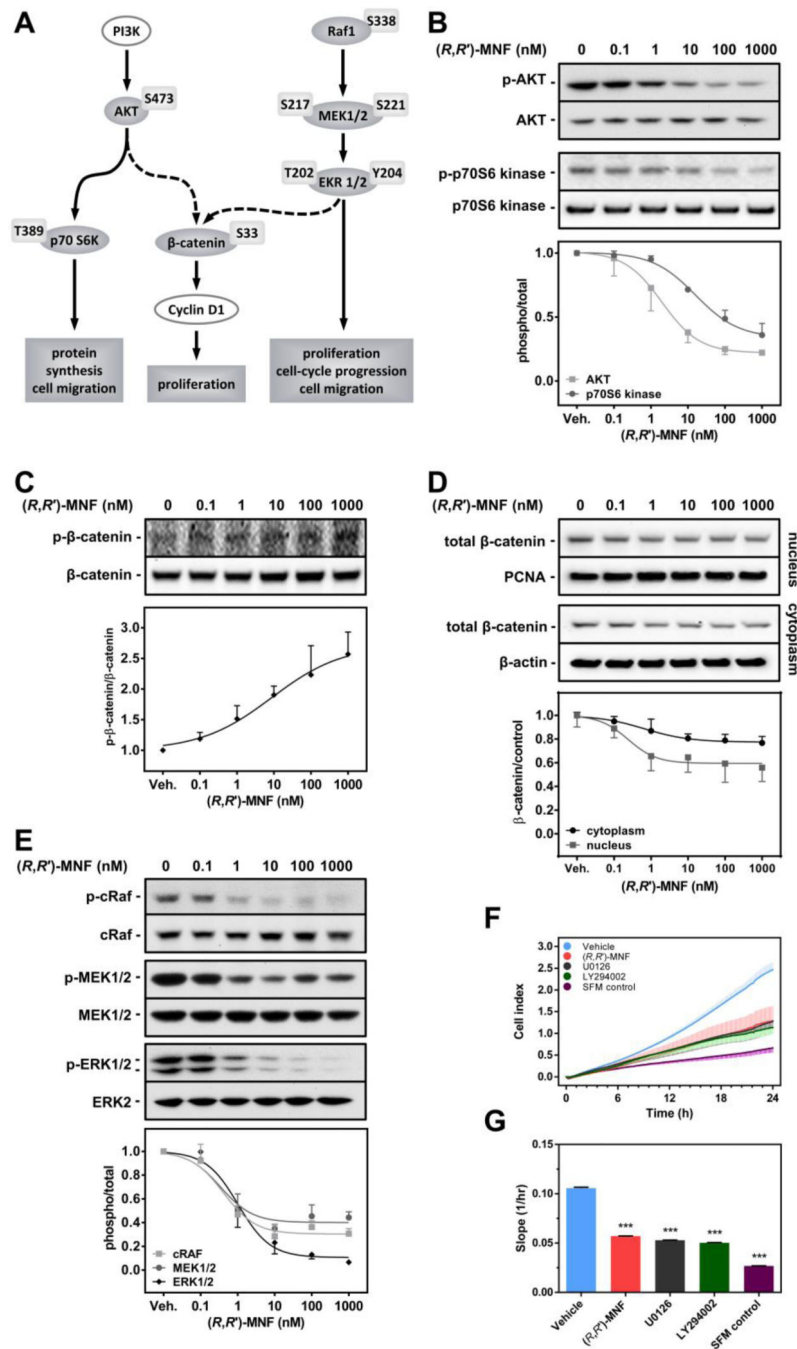 A
PI3K
Raf1
S338
AKT
S473
S217
MEK1/2
S221
T202
EKR 1/2
Y204
T389
p70 S6K
β-catenin
S33
Cyclin D1
protein
synthesis
cell migration
proliferation
proliferation
cell-cycle progression
cell migration
B
(R,R')-MNF (nM) 0 0.1 1 10 100 1000
p-AKT
AKT
p-p70S6 kinase
p70S6 kinase
phospho/total
1.0
0.5
0.0
AKT
p70S6 kinase
Veh. 0.1 1 10 100 1000
(R,R')-MNF (nM)
C
(R,R')-MNF (nM) 0 0.1 1 10 100 1000
p-β-catenin
β-catenin
p-β-catenin/β-catenin
3.0
2.5
2.0
1.5
1.0
Veh. 0.1 1 10 100 1000
(R,R')-MNF (nM)
D
(R,R')-MNF (nM) 0 0.1 1 10 100 1000
total β-catenin
PCNA
nucleus
total β-catenin
β-actin
cytoplasm
β-catenin/control
1.0
0.8
0.6
0.4
0.2
0.0
cytoplasm
nucleus
Veh. 0.1 1 10 100 1000
(R,R')-MNF (nM)
E
(R,R')-MNF (nM) 0 0.1 1 10 100 1000
p-cRaf
cRaf
p-MEK1/2
MEK1/2
p-ERK1/2
ERK2
phospho/total
1.0
0.8
0.6
0.4
0.2
0.0
cRAF
MEK1/2
ERK1/2
Veh. 0.1 1 10 100 1000
(R,R')-MNF (nM)
F
Cell index
3.0
2.5
2.0
1.5
1.0
0.5
0.0
Vehicle
(R,R')-MNF
U0126
LY294002
SFM control
0 6 12 18 24
Time (h)
G
Slope (1/hr)
0.15
0.10
0.05
0.00
*** *** *** ***
Vehicle
(R,R')-MNF
U0126
LY294002
SFM control